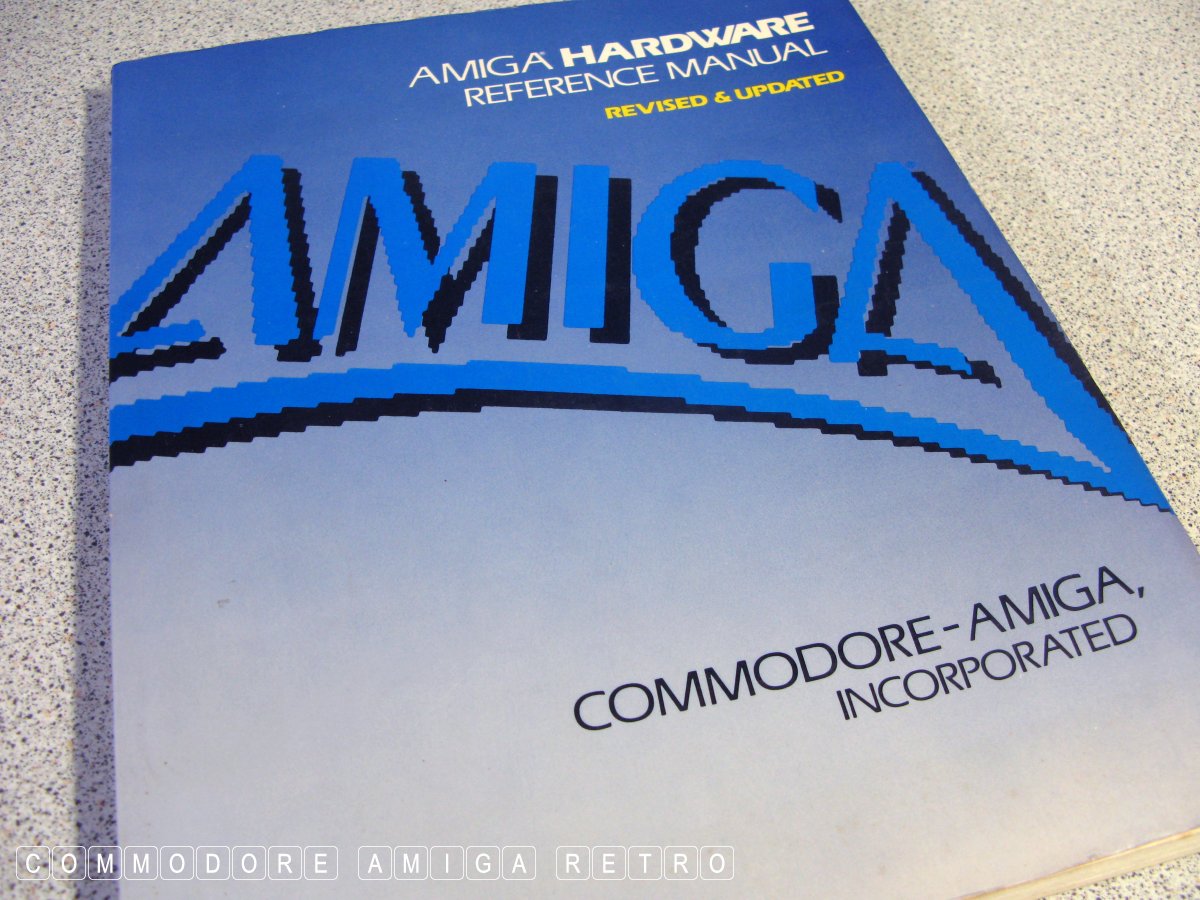 AMIGA® HARDWARE
REFERENCE MANUAL
REVISED & UPDATED
AMIGA
COMMODORE-AMIGA,
INCORPORATED
COMMODORE AMIGA RETRO